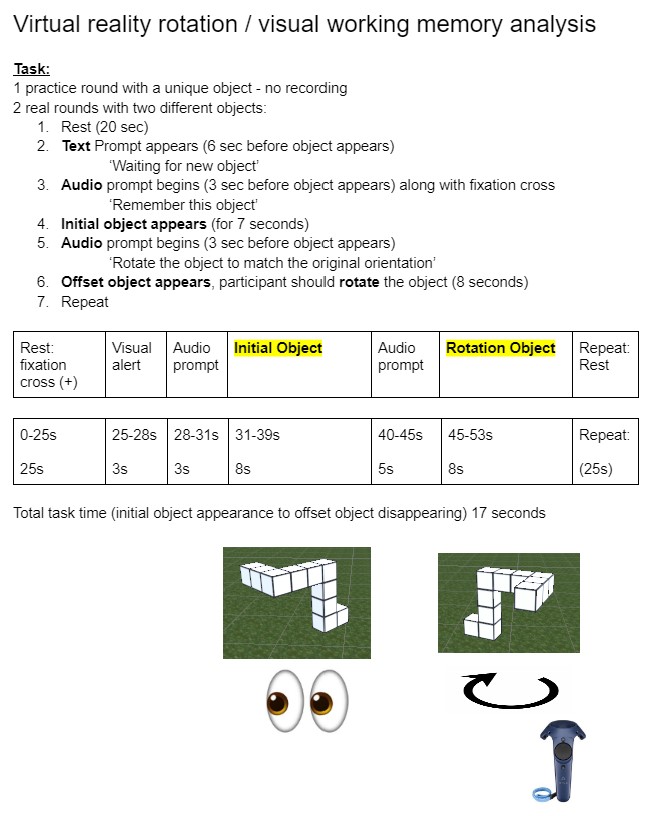 Virtual reality rotation / visual working memory analysis
Task:
1 practice round with a unique object - no recording
2 real rounds with two different objects:
1. Rest (20 sec)
2. Text Prompt appears (6 sec before object appears)
'Waiting for new object'
3. Audio prompt begins (3 sec before object appears) along with fixation cross
'Remember this object'
4. Initial object appears (for 7 seconds)
5. Audio prompt begins (3 sec before object appears)
'Rotate the object to match the original orientation'
6. Offset object appears, participant should rotate the object (8 seconds)
7. Repeat
Rest: fixation cross (+)
Visual alert
Audio prompt
Initial Object
Audio prompt
Rotation Object
Repeat: Rest
0-25s
25-28s
28-31s
31-39s
40-45s
45-53s
Repeat:
25s
3s
3s
8s
5s
8s
(25s)
Total task time (initial object appearance to offset object disappearing) 17 seconds